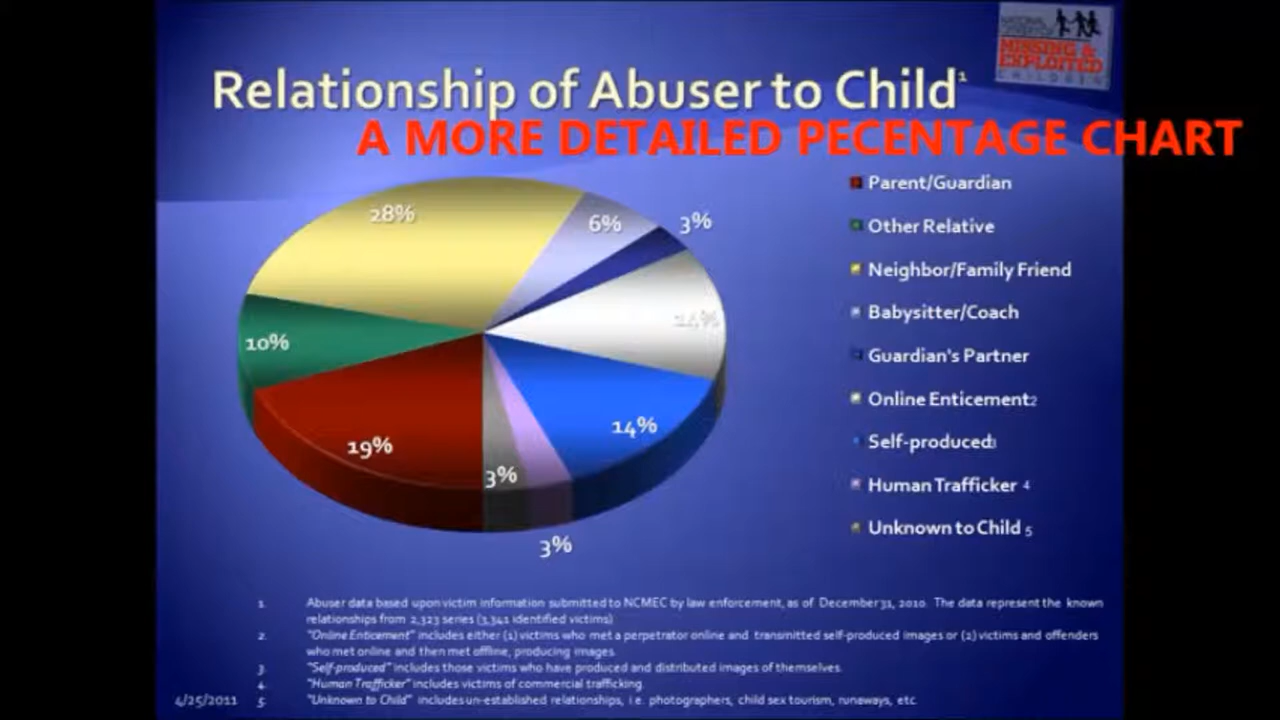 NATIONAL
MISSING &
EXPLOITED
CHILDREN
Relationship of Abuser to Child1
A MORE DETAILED PECENTAGE CHART
28%
6%
3%
10%
14%
19%
3%
3%
Parent/Guardian
Other Relative
Neighbor/Family Friend
Babysitter/Coach
Guardian's Partner
Online Enticement2
Self-produced3
Human Trafficker 4
Unknown to Child 5
1. Abuser data based upon victim information submitted to NCMEC by law enforcement, as of December 31, 2010. The data represent the known
relationships from 2,323 series (3,341 identified victims)
2. "Online Enticement" includes either (1) victims who met a perpetrator online and transmitted self-produced images or (2) victims and offenders
who met online and then met offline, producing images.
3. "Self-produced" includes those victims who have produced and distributed images of themselves.
4. "Human Trafficker" includes victims of commercial trafficking
5. "Unknown to Child" includes un-established relationships, i.e. photographers, child sex tourism, runaways, etc.
4/25/2011